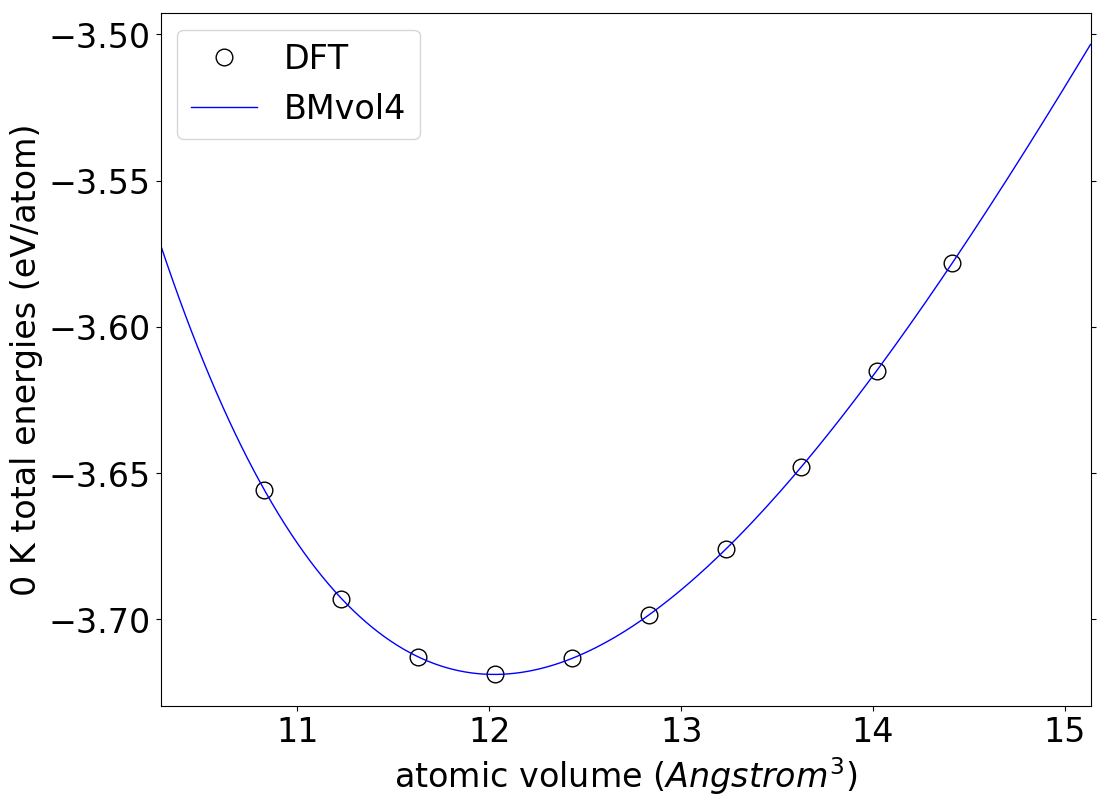 DFT
BMvol4
−3.50
−3.55
−3.60
−3.65
−3.70
0 K total energies (eV/atom)
11 12 13 14 15
atomic volume (Angstrom³)